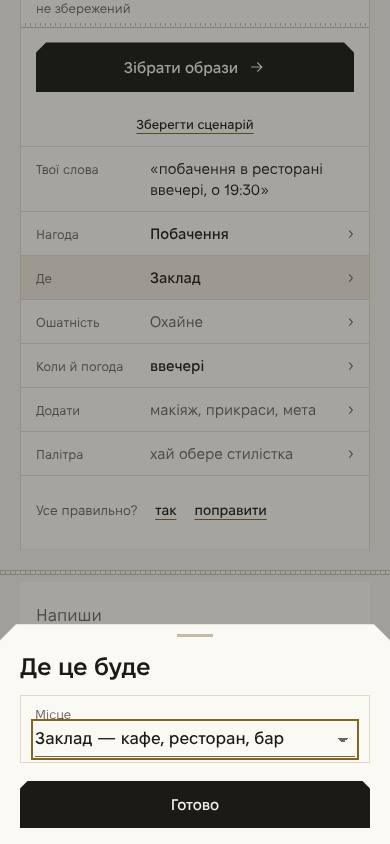 не збережений
Зібрати образи →
Зберегти сценарій
Твої слова
«побачення в ресторані
ввечері, о 19:30»
Нагода
Побачення
Де
Заклад
Ошатність
Охайне
Коли й погода
ввечері
Додати
макіяж, прикраси, мета
Палітра
хай обере стилістка
Усе правильно? так поправити
Напиши
Де це буде
Місце
Заклад — кафе, ресторан, бар
Готово